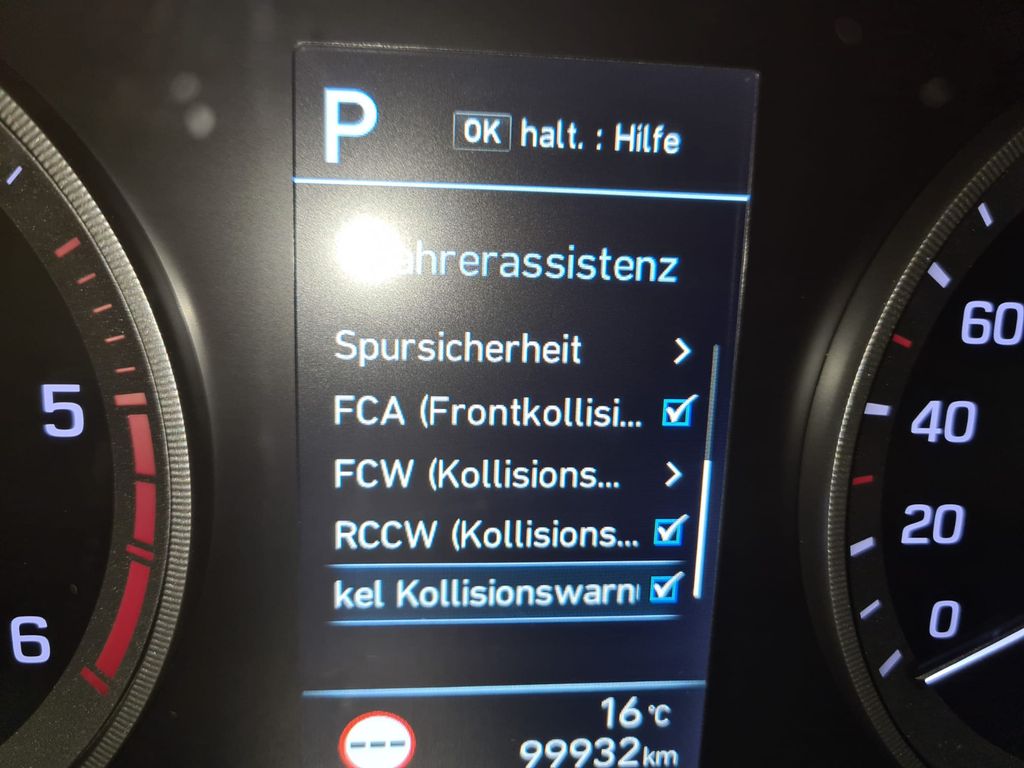 P
OK halt. : Hilfe
ahrerassistenz
Spursicherheit
FCA (Frontkollisi...
FCW (Kollisions...
RCCW (Kollisions...
kel Kollisionswarn
16°C
99932km
5
6
60
40
20
0